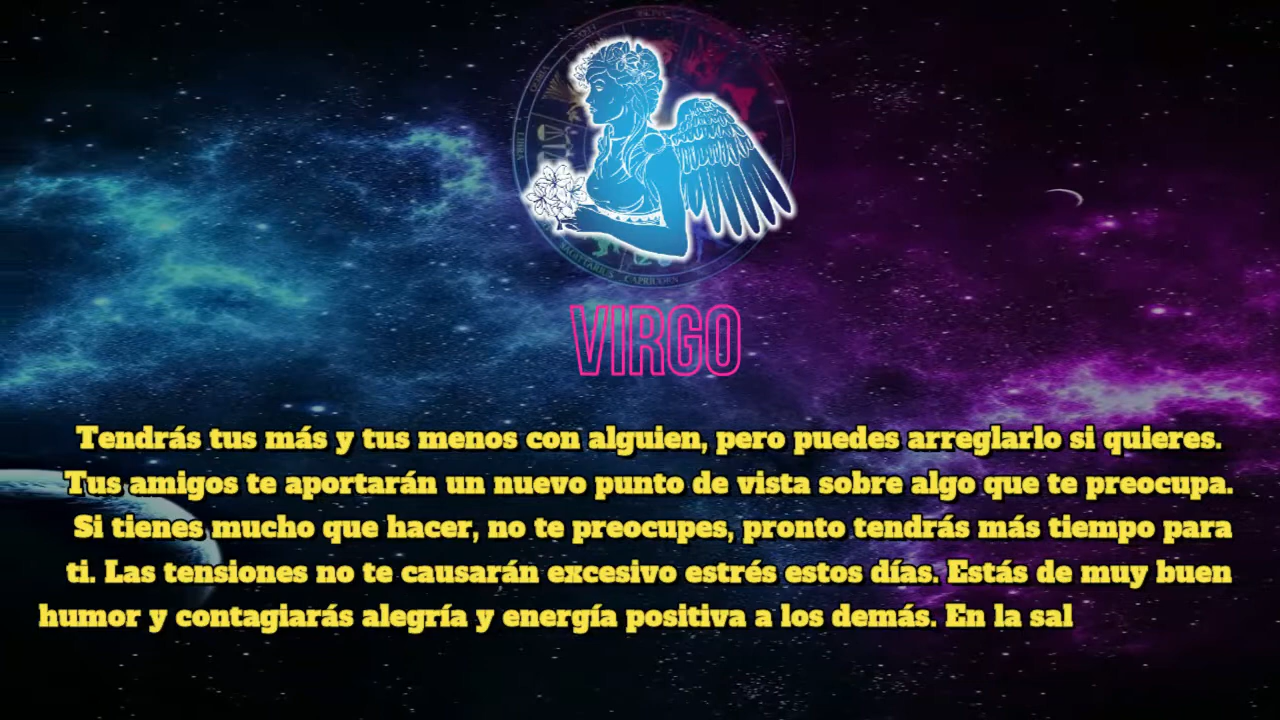 LIBRA
SAGITTARIUS
CAPRICORN
VIRGO
Tendrás tus más y tus menos con alguien, pero puedes arreglarlo si quieres.
Tus amigos te aportarán un nuevo punto de vista sobre algo que te preocupa.
Si tienes mucho que hacer, no te preocupes, pronto tendrás más tiempo para
ti. Las tensiones no te causarán excesivo estrés estos días. Estás de muy buen
humor y contagiarás alegría y energía positiva a los demás. En la sal